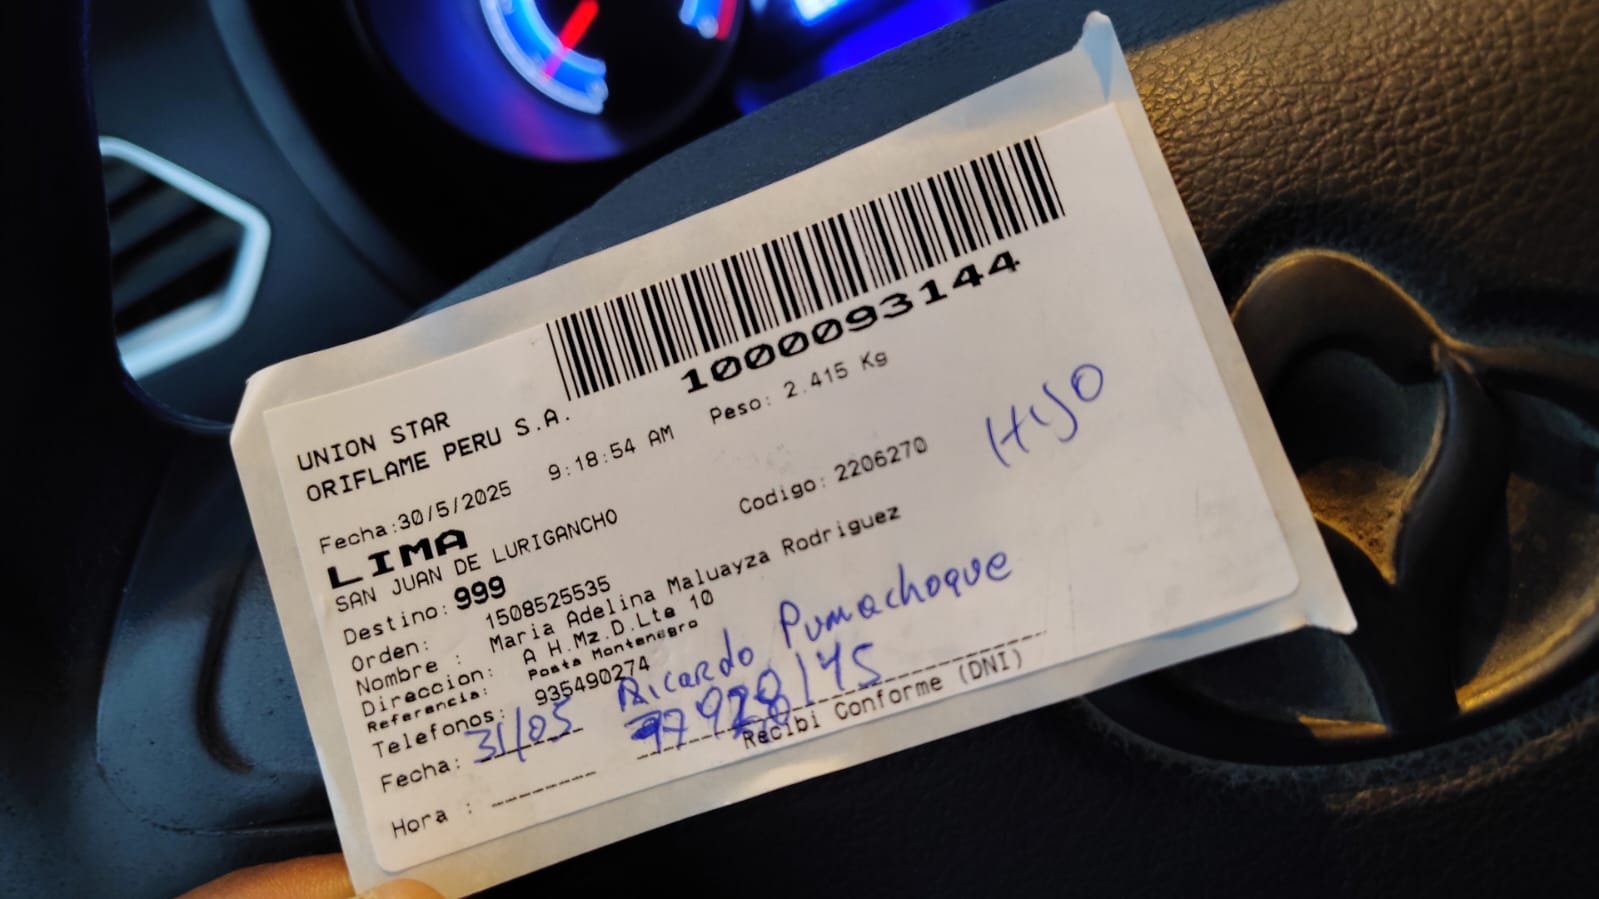 1000093144
UNION STAR
ORIFLAME PERU S.A.
Fecha:30/5/2025 9:18:54 AM Peso: 2.415 Kg
LIMA
SAN JUAN DE LURIGANCHO
Codigo: 2206270
HIJO
Destino: 999
Orden: 1508525535
Nombre : Maria Adelina Maluayza Rodriguez
Direccion: A H.Mz.D.Lte 10
Referencia: Posta Montenegro
Telefonos: 935490274
Ricardo Pumachoque
Fecha: 31/05
Recibi Conforme (DNI)
Hora :